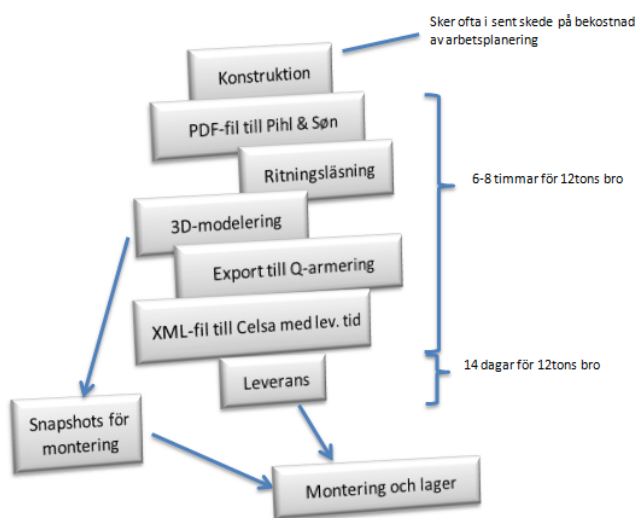 Sker ofta i sent skede på bekostnad
av arbetsplanering
Konstruktion
PDF-fil till Pihl & Søn
Ritningsläsning
6-8 timmar för 12tons bro
3D-modelering
Export till Q-armering
XML-fil till Celsa med lev. tid
14 dagar för 12tons bro
Leverans
Snapshots för
montering
Montering och lager